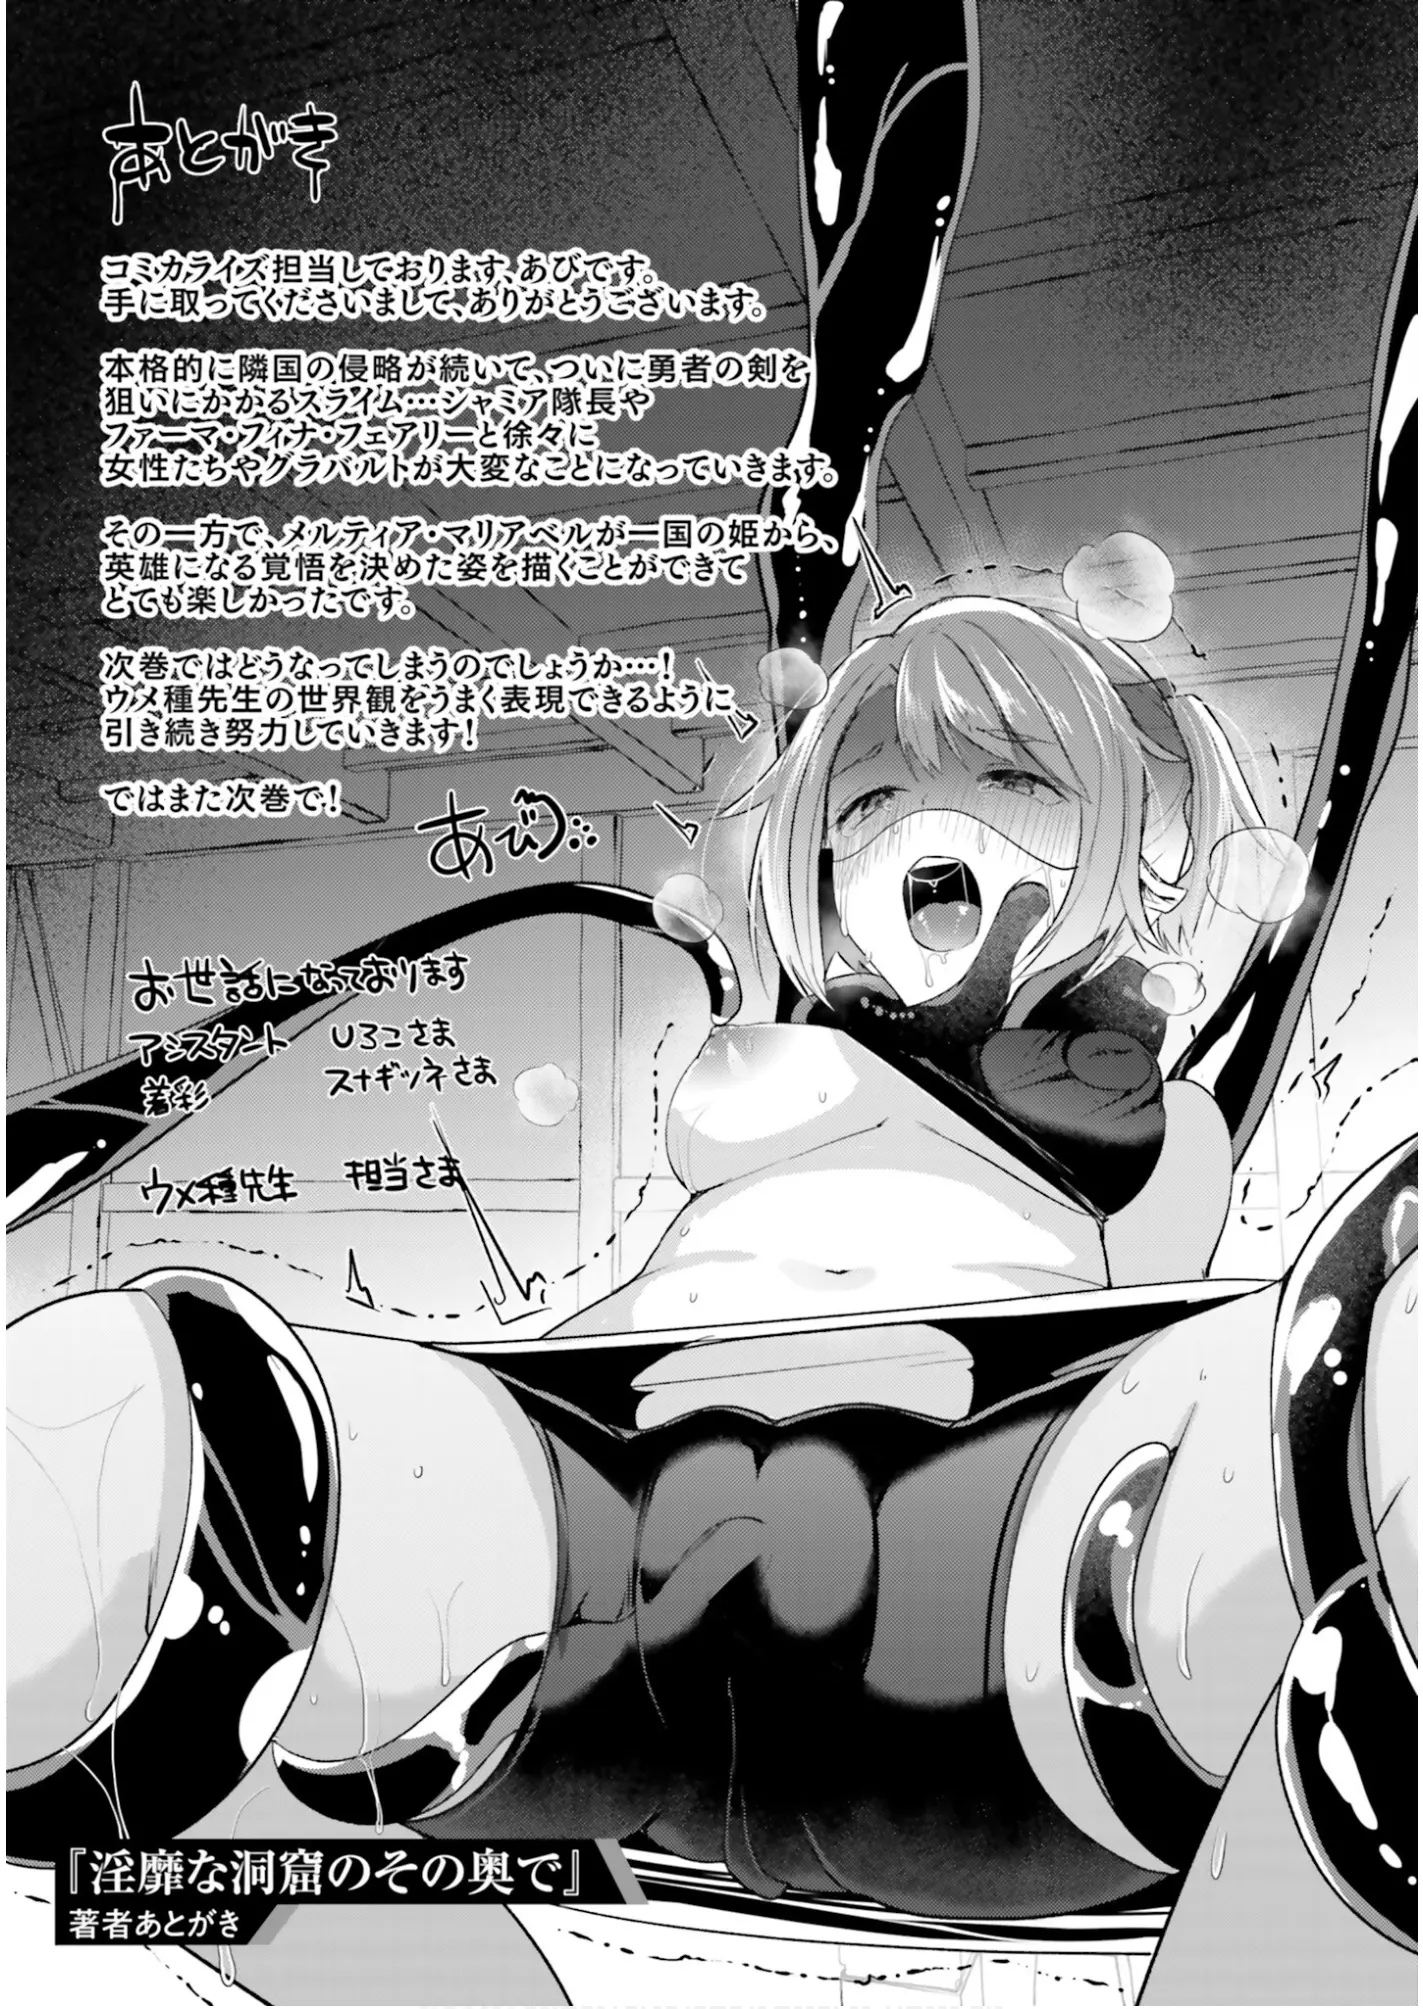 あとがき
コミカライズ担当しております、あびです。
手に取ってくださいまして、ありがとうございます。
本格的に隣国の侵略が続いて、ついに勇者の剣を
狙いにかかるスライム…シャミア隊長や
ファーマ・フィナ・フェアリーと徐々に
女性たちやグラバルトが大変なことになっていきます。
その一方で、メルティア・マリアベルが一国の姫から、
英雄になる覚悟を決めた姿を描くことができて
とても楽しかったです。
次巻ではどうなってしまうのでしょうか…！
ウメ種先生の世界観をうまく表現できるように
引き続き努力していきます！
ではまた次巻で！
あび
お世話になっております
アシスタント しろこさま
着彩 スナギツネさま
ウメ種先生 担当さま
『淫靡な洞窟のその奥で』
著者あとがき